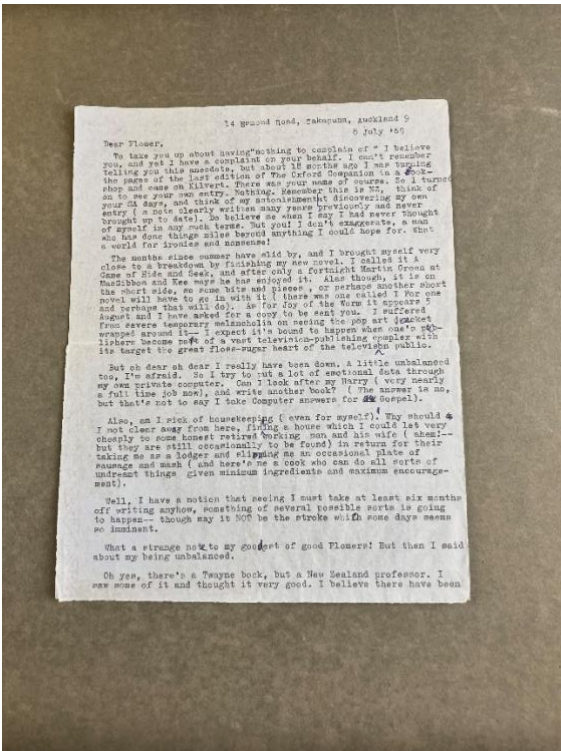 14 Esmond Road, Takapuna, Auckland 9
8 July '69
Dear Plomer,
To take you up about having"nothing to complain of " I believe
you, and yet I have a complaint on your behalf. I can't remember
telling you this anecdote, but about 18 months ago I was turning
the pages of the last edition of The Oxford Companion in a book-
shop and came on Kilvert. There was your name of course. So I turned
on to see your own entry. Nothing. Remember this is NZ, think of
your SA days, and think of my astonishment at discovering my own
entry ( a note clearly written many years previously and never
brought up to date). Do believe me when I say I had never thought
of myself in any such terms. But you! I don't exaggerate, a man
who has done things miles beyond anything I could hope for. What
a world for ironies and nonsense!
The months since summer have slid by, and I brought myself very
close to a breakdown by finishing my new novel. I called it A
Game of Hide and Seek, and after only a fortnight Martin Green at
MacGibbon and Kee says he has enjoyed it. Alas though, it is on
the short side, so some bits and pieces , or perhaps another short
novel will have to go in with it ( there was one called I For one
and perhaps that will do). As for Joy of the Worm it appears 5
August and I have asked for a copy to be sent you. I suffered
from severe temporary melancholia on seeing the pop art jacket
wrapped around it-- I expect it's bound to happen when one's pub-
lishers become part of a vast television-publishing complex with
its target the great floss-sugar heart of the television public.
But oh dear oh dear I really have been down. A little unbalanced
too, I'm afraid. So I try to put a lot of emotional data through
my own private computer. Can I look after my Harry ( very nearly
a full time job now), and write another book? ( The answer is no,
but that's not to say I take Computer answers for Gospel).
Also, am I sick of housekeeping ( even for myself)! Why should
I not clear away from here, fining a house which I could let very
cheaply to some honest retired working man and his wife ( ahem!--
but they are still occasionally to be found) in return for their
taking me as a lodger and slipping me an occasional plate of
sausage and mash ( and here's me a cook who can do all sorts of
undreamt things given minimum ingredients and maximum encourage-
ment).
Well, I have a notion that seeing I must take at least six months
off writing anyhow, something of several possible sorts is going
to happen-- though may it NOT be the stroke which some days seems
so imminent.
What a strange note to my goodest of good Plomers! But then I said
about my being unbalanced.
Oh yes, there's a Twayne book, but a New Zealand professor. I
saw some of it and thought it very good. I believe there have been